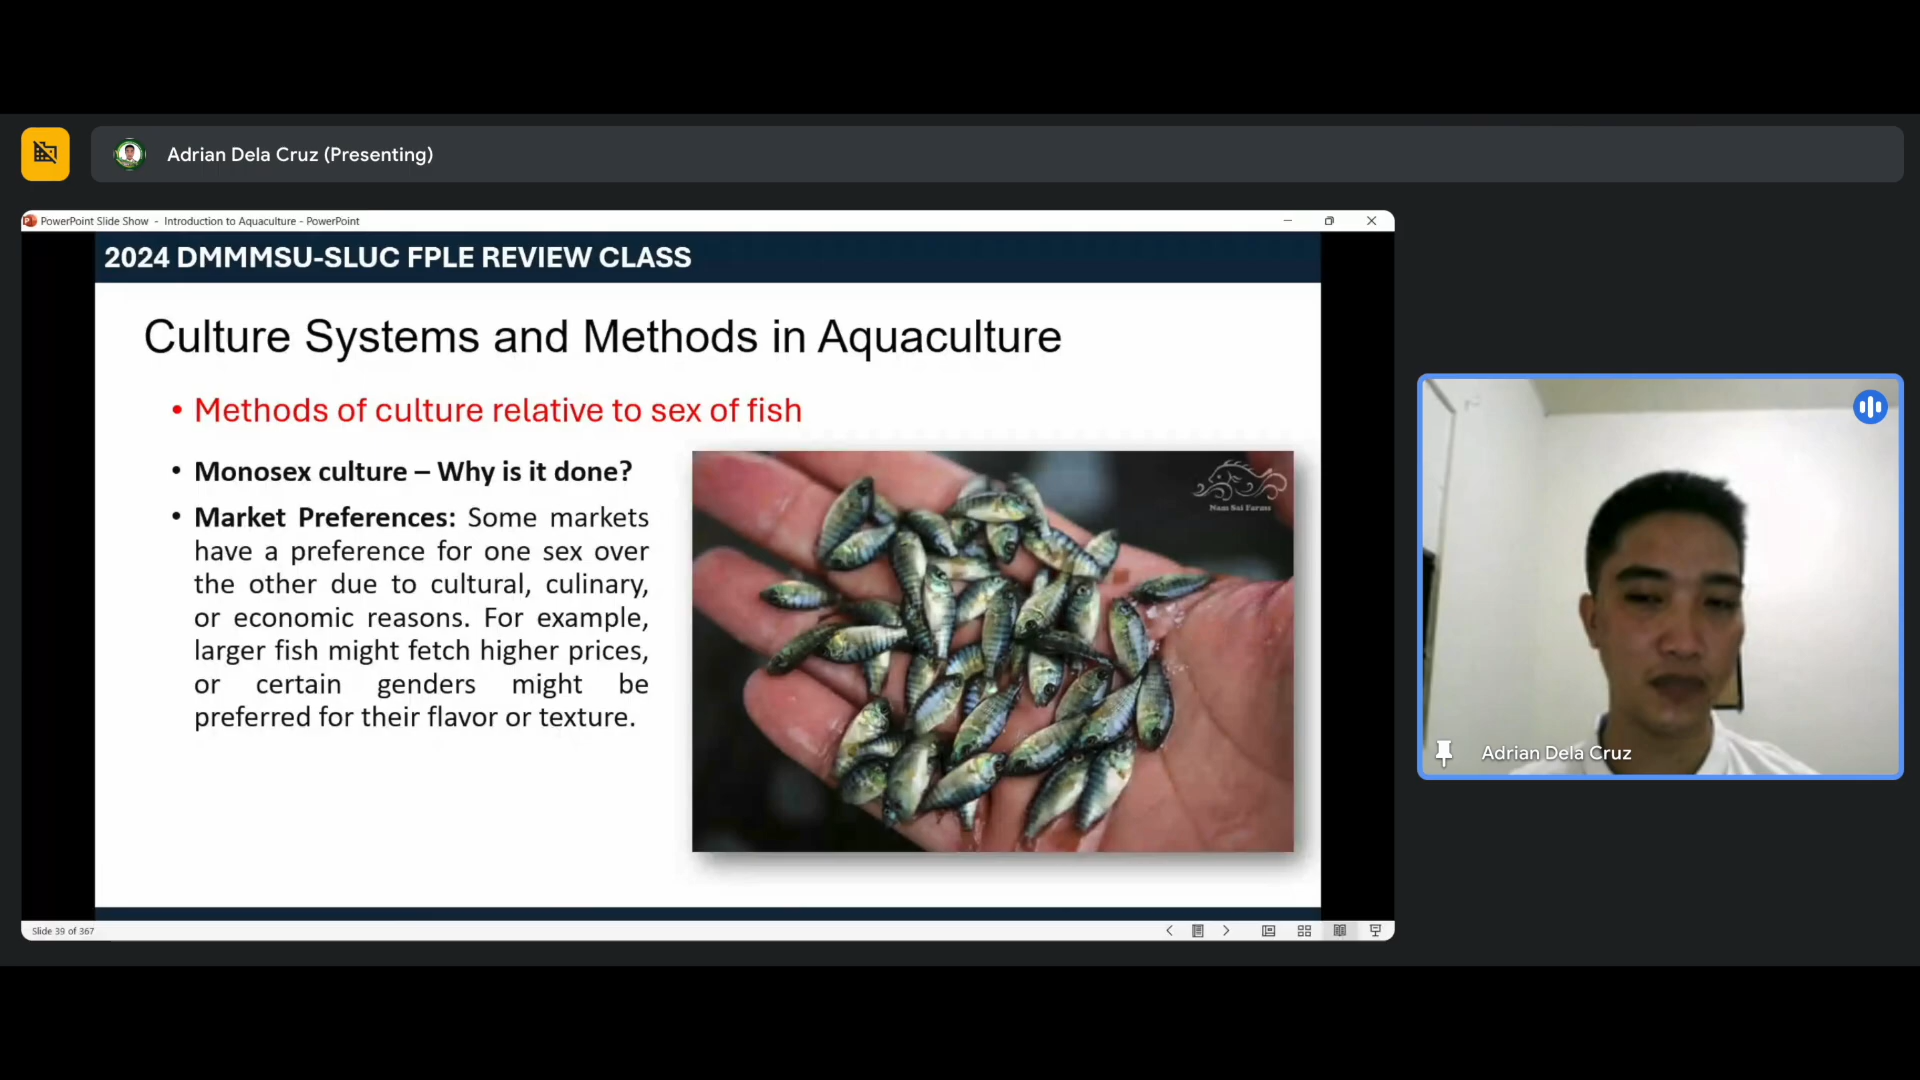 Adrian Dela Cruz (Presenting)
PowerPoint Slide Show - Introduction to Aquaculture - PowerPoint
2024 DMMMSU-SLUC FPLE REVIEW CLASS
Culture Systems and Methods in Aquaculture
• Methods of culture relative to sex of fish
• Monosex culture – Why is it done?
• Market Preferences: Some markets
have a preference for one sex over
the other due to cultural, culinary,
or economic reasons. For example,
larger fish might fetch higher prices,
or certain genders might be
preferred for their flavor or texture.
Nam Sai Farms
Adrian Dela Cruz
Slide 39 of 367